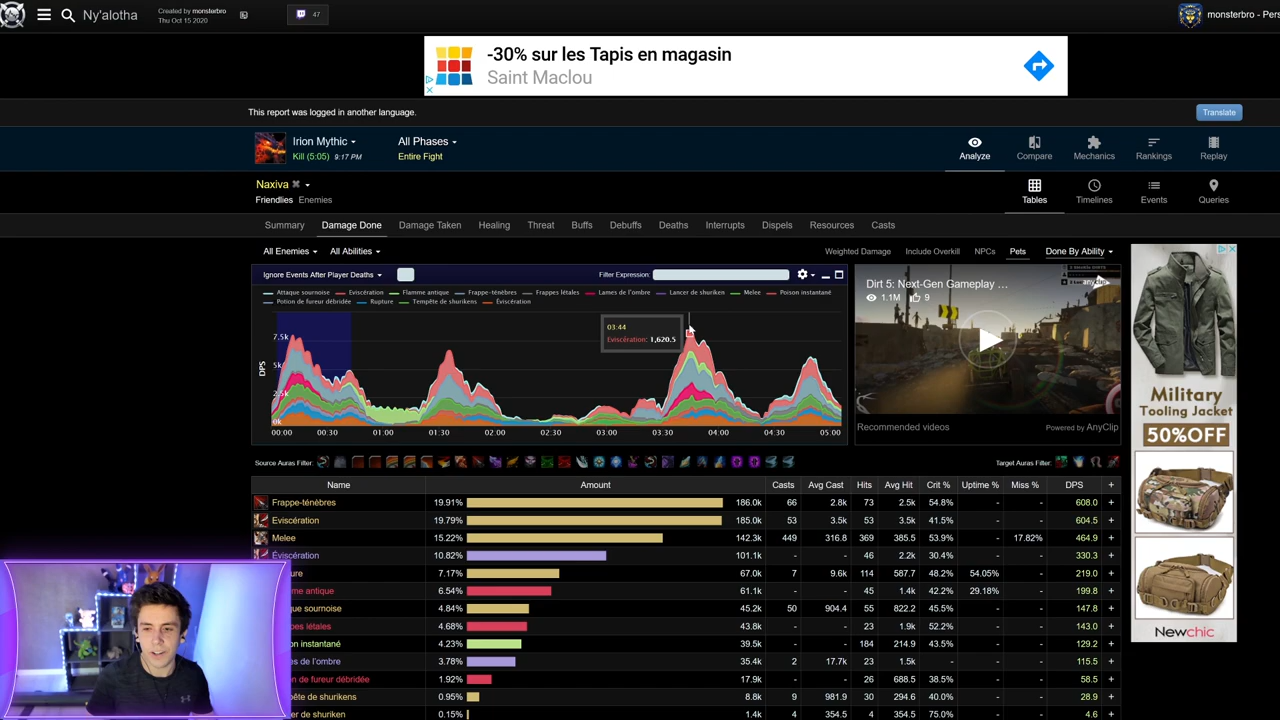 Ny'alotha
Created by monsterbro
Thu Oct 15 2020
47
monsterbro - Pers
-30% sur les Tapis en magasin
Saint Maclou
This report was logged in another language.
Translate
Irion Mythic
Kill (5:05) 9:17 PM
All Phases
Entire Fight
Analyze
Compare
Mechanics
Rankings
Replay
Naxiva
Friendlies Enemies
Tables
Timelines
Events
Queries
Summary Damage Done Damage Taken Healing Threat Buffs Debuffs Deaths Interrupts Dispels Resources Casts
All Enemies All Abilities
Weighted Damage Include Overkill NPCs Pets Done By Ability
Ignore Events After Player Deaths
Filter Expression:
Attaque sournoise Eviscération Flamme antique Frappe-ténèbres Frappes létales Lames de l'ombre Lancer de shuriken Melee Poison instantané
Potion de fureur débridée Rupture Tempête de shurikens Éviscération
7.5k
5k
2.5k
0k
DPS
03:44
Eviscération: 1,620.5
00:00 00:30 01:00 01:30 02:00 02:30 03:00 03:30 04:00 04:30 05:00
Dirt 5: Next-Gen Gameplay ...
1.1M 9
Recommended videos
Powered by AnyClip
Military
Tooling Jacket
50%OFF
Newchic
Source Auras Filter:
Target Auras Filter:
Name Amount Casts Avg Cast Hits Avg Hit Crit % Uptime % Miss % DPS +
Frappe-ténèbres 19.91% 186.0k 66 2.8k 73 2.5k 54.8% - - 608.0 +
Eviscération 19.79% 185.0k 53 3.5k 53 3.5k 41.5% - - 604.5 +
Melee 15.22% 142.3k 449 316.8 369 385.5 53.9% - 17.82% 464.9 +
Éviscération 10.82% 101.1k - - 46 2.2k 30.4% - - 330.3 +
ure 7.17% 67.0k 7 9.6k 114 587.7 48.2% 54.05% - 219.0 +
me antique 6.54% 61.1k - - 45 1.4k 42.2% 29.18% - 199.8 +
que sournoise 4.84% 45.2k 50 904.4 55 822.2 45.5% - - 147.8 +
pes létales 4.68% 43.8k - - 23 1.9k 52.2% - - 143.0 +
n instantané 4.23% 39.5k - - 184 214.9 43.5% - - 129.2 +
s de l'ombre 3.78% 35.4k 2 17.7k 23 1.5k - - - 115.5 +
n de fureur débridée 1.92% 17.9k - - 26 688.5 38.5% - - 58.5 +
ête de shurikens 0.95% 8.8k 9 981.9 30 294.6 40.0% - - 28.9 +
er de shuriken 0.15% 1.4k 4 354.5 4 354.5 75.0% - - 4.6 +